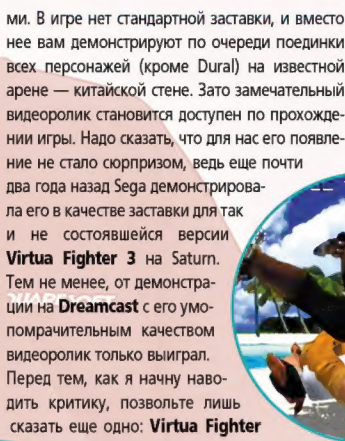 ми. В игре нет стандартной заставки, и вместо
нее вам демонстрируют по очереди поединки
всех персонажей (кроме Dural) на известной
арене — китайской стене. Зато замечательный
видеоролик становится доступен по прохожде-
нии игры. Надо сказать, что для нас его появле-
ние не стало сюрпризом, ведь еще почти
два года назад Sega демонстрирова-
ла его в качестве заставки для так
и не состоявшейся версии
Virtua Fighter 3 на Saturn.
Тем не менее, от демонстра-
ции на Dreamcast с его умо-
помрачительным качеством
видеоролик только выиграл.
Перед тем, как я начну наво-
дить критику, позвольте лишь
сказать еще одно: Virtua Fighter